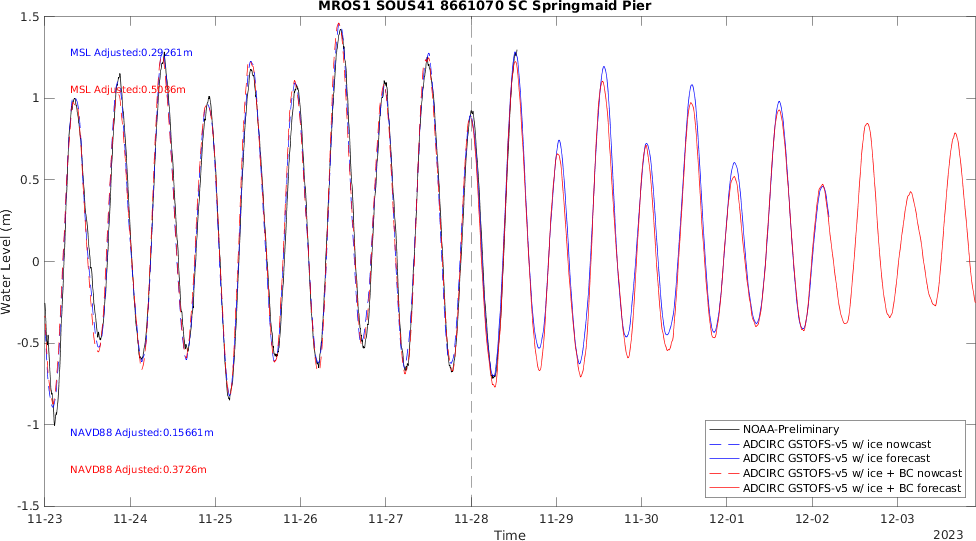 MROS1 SOUS41 8661070 SC Springmaid Pier
1.5
1
0.5
0
-0.5
-1
-1.5
Water Level (m)
MSL Adjusted:0.29261m
MSL Adjusted:0.5086m
NAVD88 Adjusted:0.15661m
NAVD88 Adjusted:0.3726m
NOAA-Preliminary
ADCIRC GSTOFS-v5 w/ ice nowcast
ADCIRC GSTOFS-v5 w/ ice forecast
ADCIRC GSTOFS-v5 w/ ice + BC nowcast
ADCIRC GSTOFS-v5 w/ ice + BC forecast
11-23 11-24 11-25 11-26 11-27 11-28 11-29 11-30 12-01 12-02 12-03
Time
2023